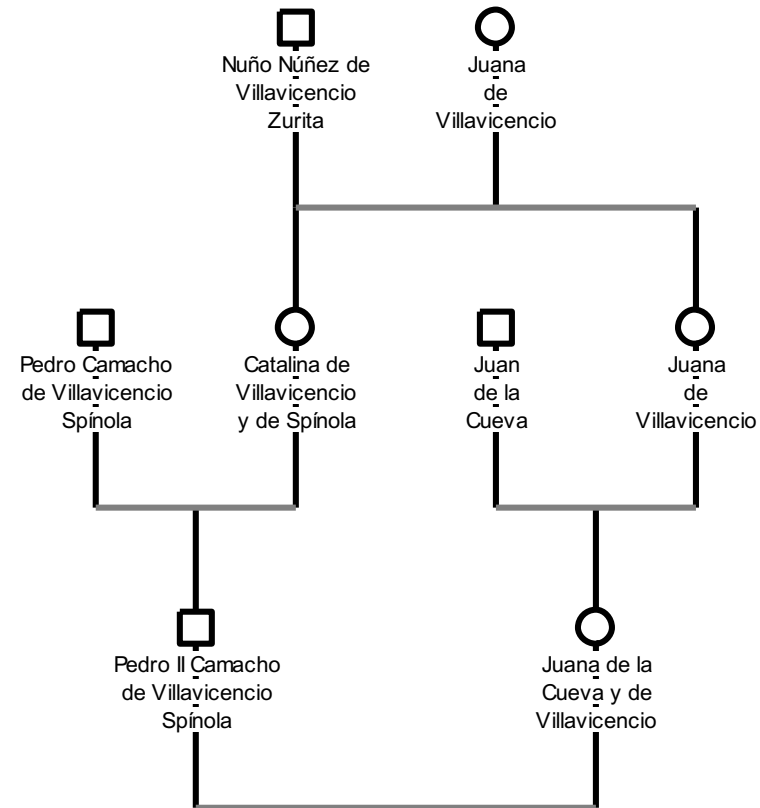 Nuño Núñez de
Villavicencio
Zurita
Juana
de
Villavicencio
Pedro Camacho
de Villavicencio
Spínola
Catalina de
Villavicencio
y de Spínola
Juan
de la
Cueva
Juana
de
Villavicencio
Pedro II Camacho
de Villavicencio
Spínola
Juana de la
Cueva y de
Villavicencio